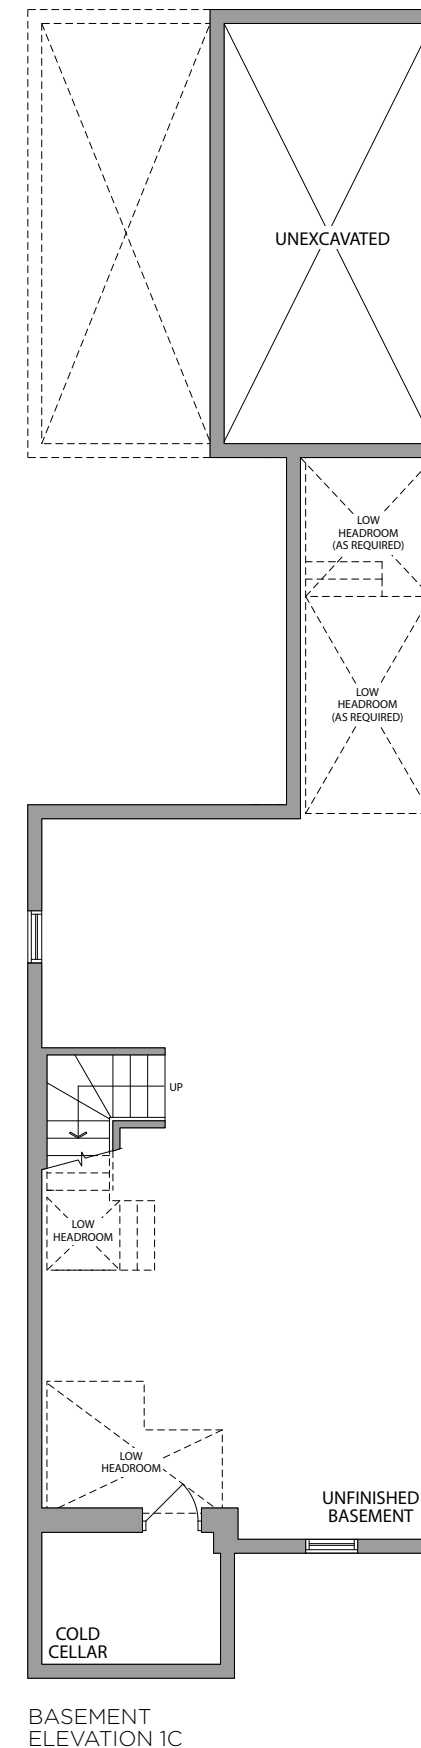 UNEXCAVATED
LOW
HEADROOM
(AS REQUIRED)
LOW
HEADROOM
(AS REQUIRED)
UP
LOW
HEADROOM
LOW
HEADROOM
UNFINISHED
BASEMENT
COLD
CELLAR
BASEMENT
ELEVATION 1C